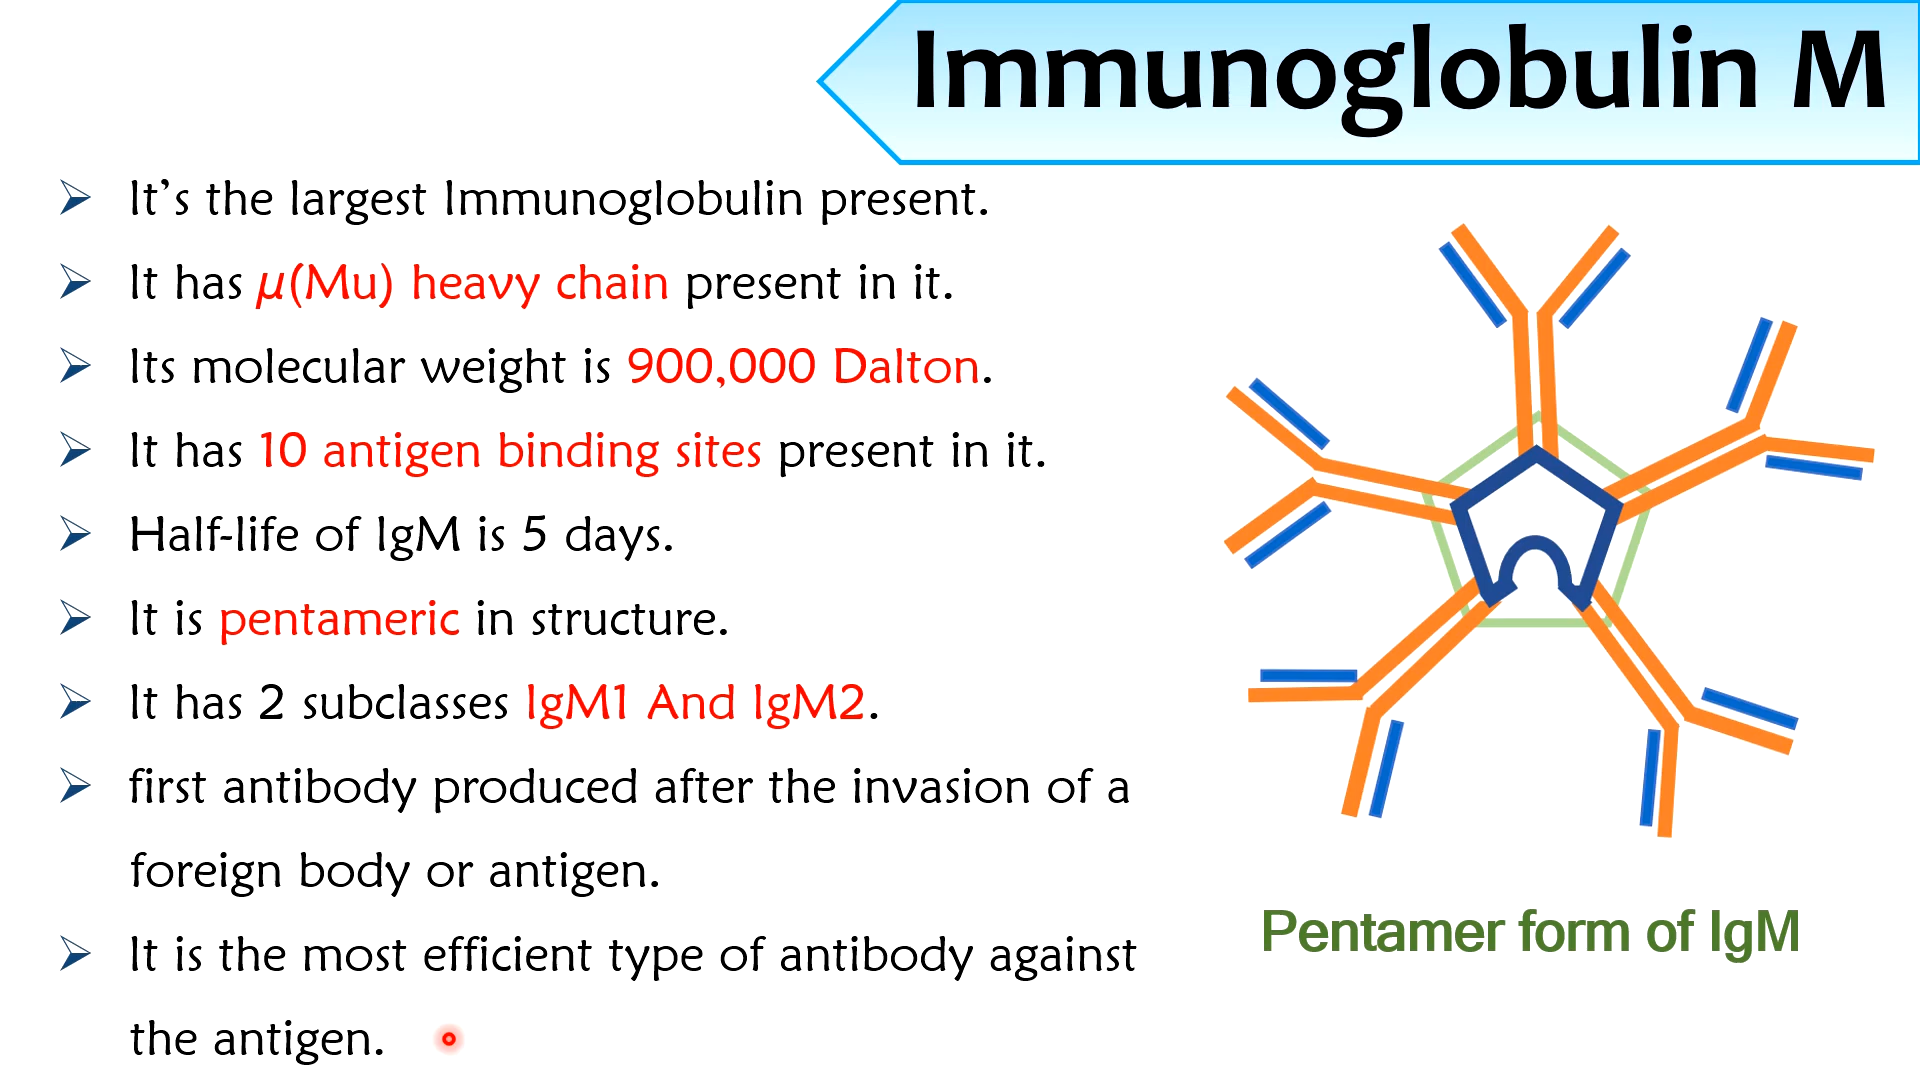 Immunoglobulin M
It's the largest Immunoglobulin present.
It has μ(Mu) heavy chain present in it.
Its molecular weight is 900,000 Dalton.
It has 10 antigen binding sites present in it.
Half-life of IgM is 5 days.
It is pentameric in structure.
It has 2 subclasses IgM1 And IgM2.
first antibody produced after the invasion of a
foreign body or antigen.
It is the most efficient type of antibody against
the antigen.
Pentamer form of IgM